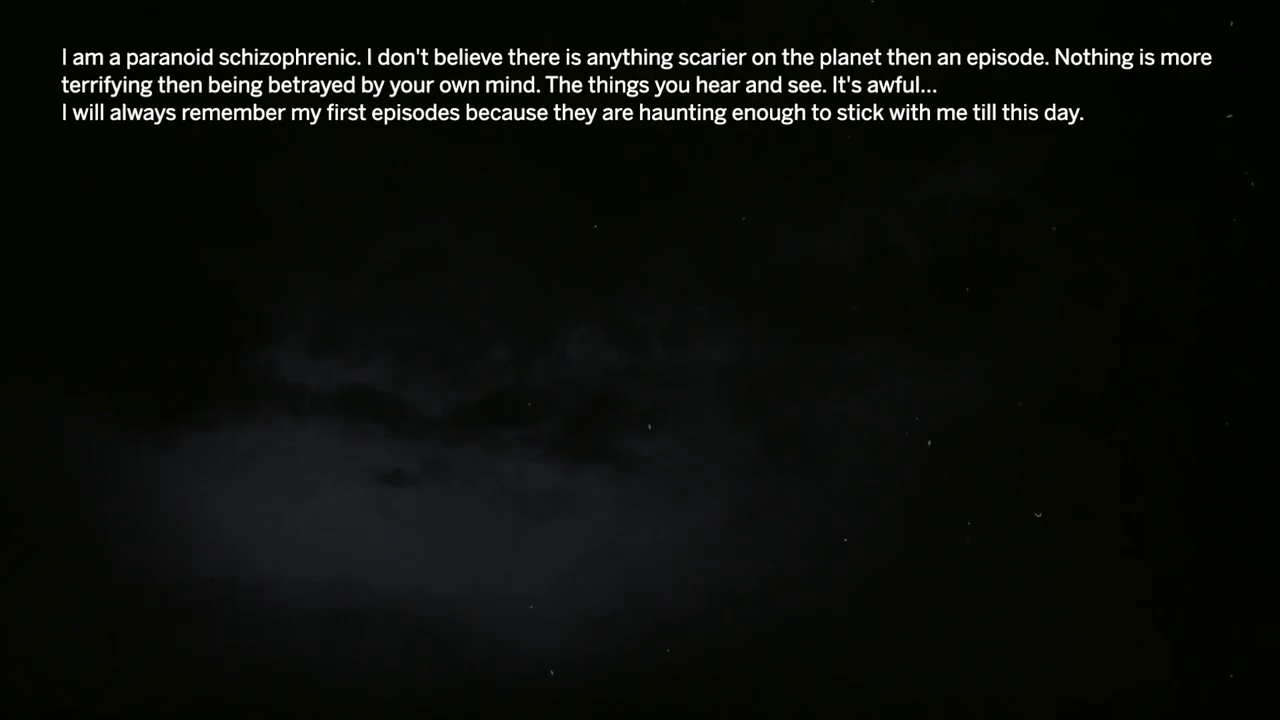 I am a paranoid schizophrenic. I don't believe there is anything scarier on the planet then an episode. Nothing is more
terrifying then being betrayed by your own mind. The things you hear and see. It's awful...
I will always remember my first episodes because they are haunting enough to stick with me till this day.